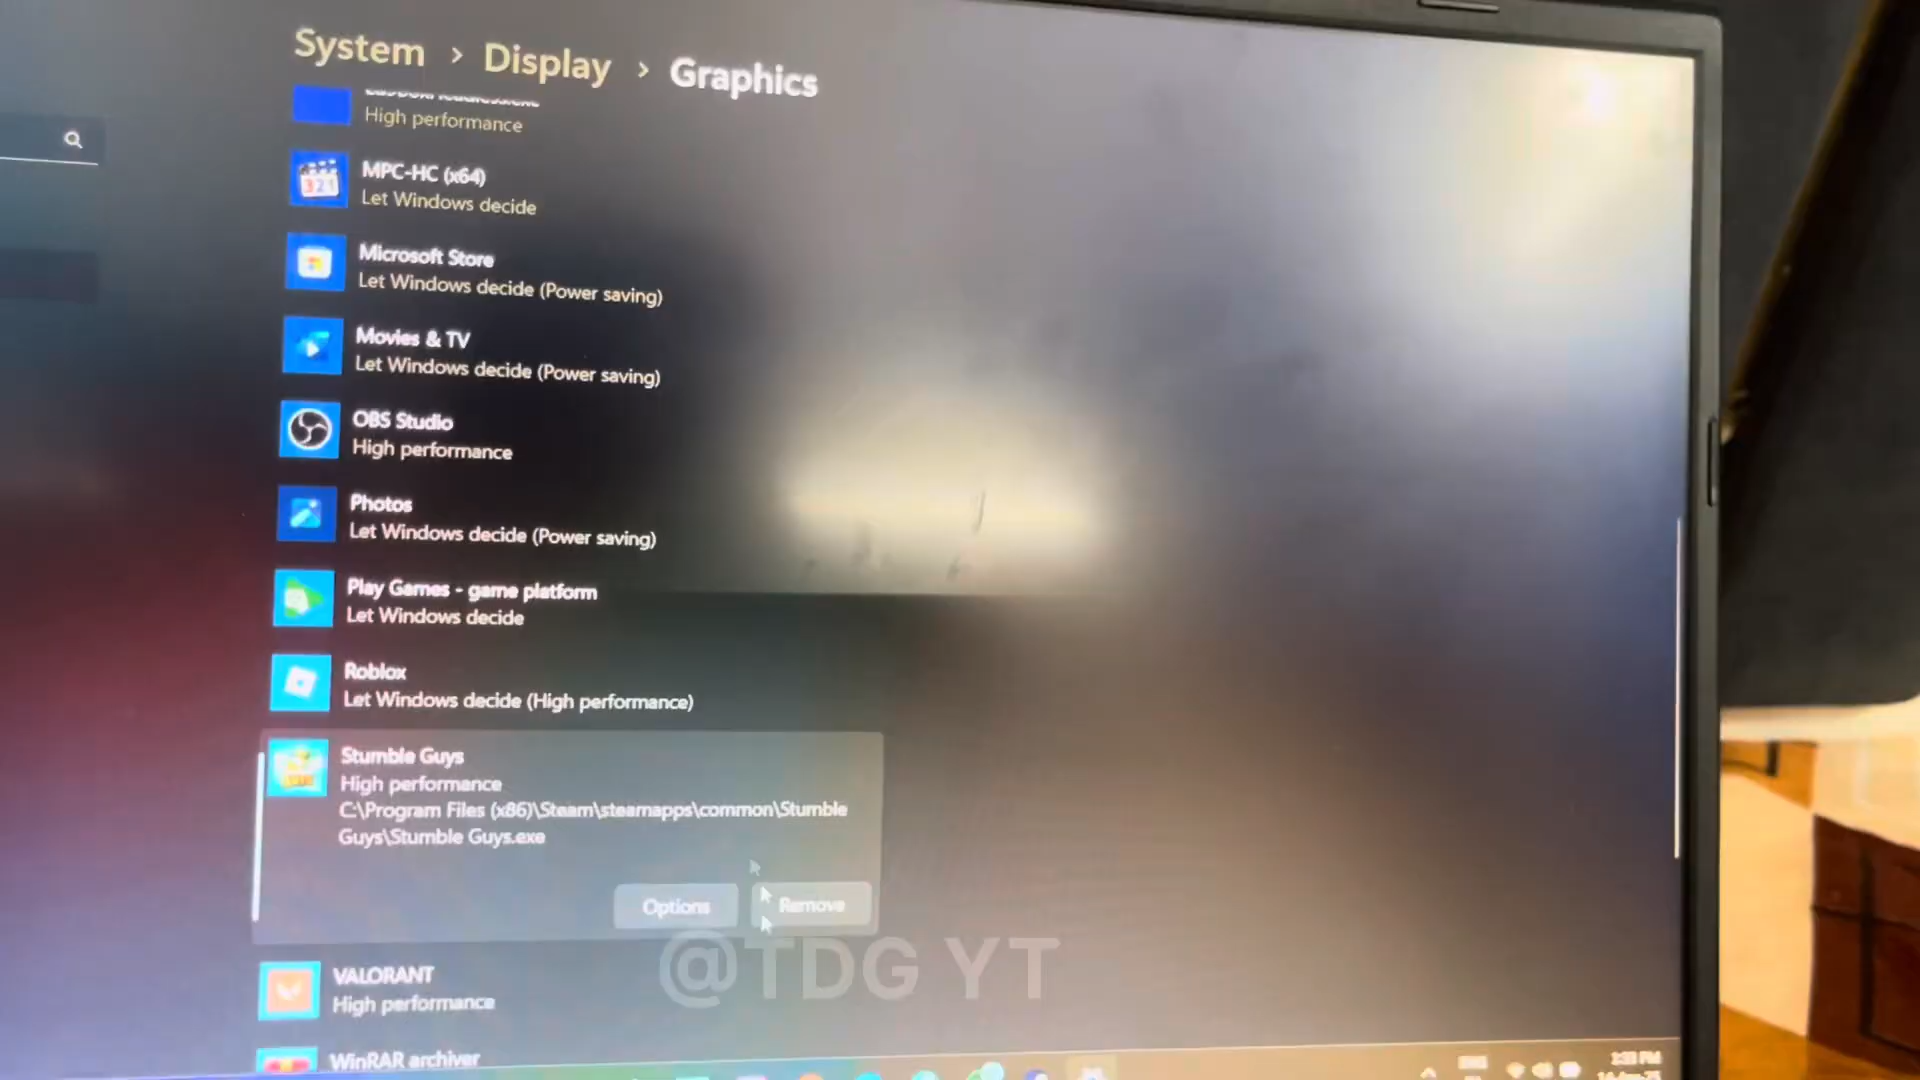 System > Display > Graphics
High performance
MPC-HC (x64)
Let Windows decide
Microsoft Store
Let Windows decide (Power saving)
Movies & TV
Let Windows decide (Power saving)
OBS Studio
High performance
Photos
Let Windows decide (Power saving)
Play Games - game platform
Let Windows decide
Roblox
Let Windows decide (High performance)
Stumble Guys
High performance
C:\Program Files (x86)\Steam\steamapps\common\Stumble
Guys\Stumble Guys.exe
Options
Remove
@TDG YT
VALORANT
High performance
WinRAR archiver